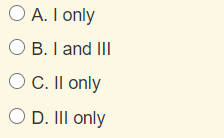 A. I only
B. I and III
C. II only
D. III only